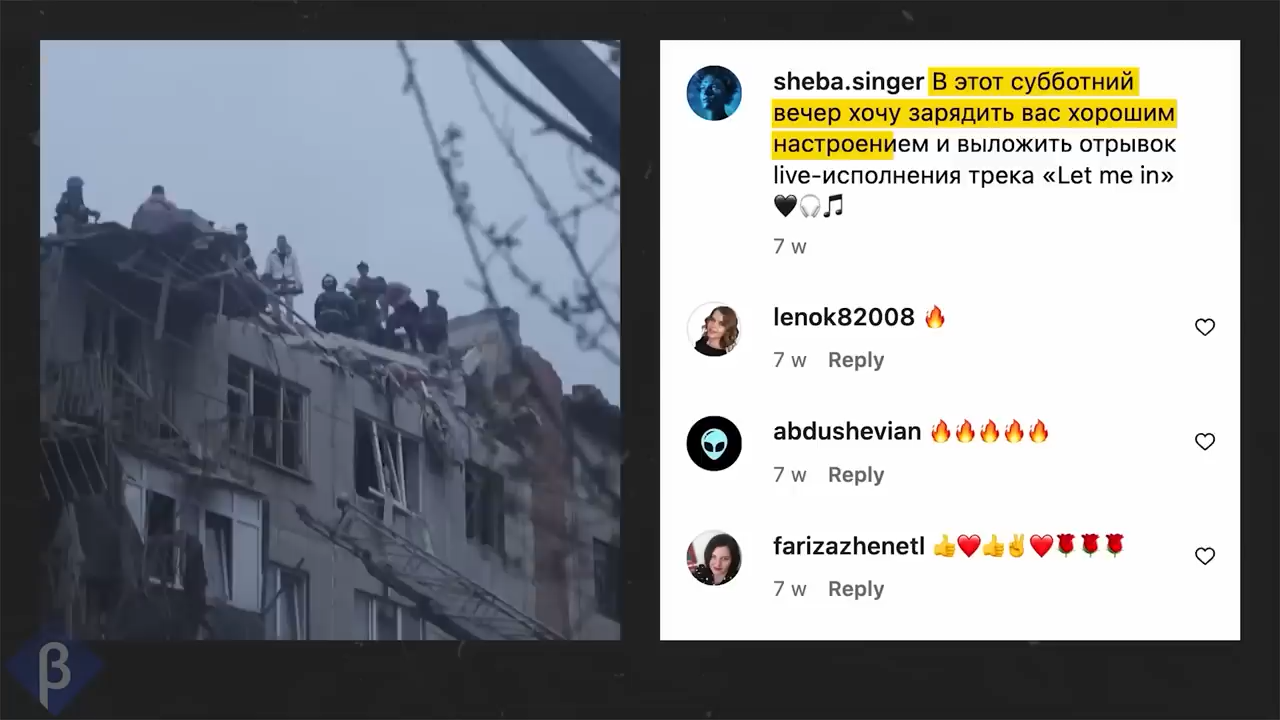 sheba.singer В этот субботний
вечер хочу зарядить вас хорошим
настроением и выложить отрывок
live-исполнения трека «Let me in»
🖤🎧🎵
7 w
lenok82008 🔥
7 w Reply
abdushevian 🔥🔥🔥🔥🔥
7 w Reply
farizazhenetl 👍❤️👍✌️❤️🌹🌹🌹
7 w Reply
β